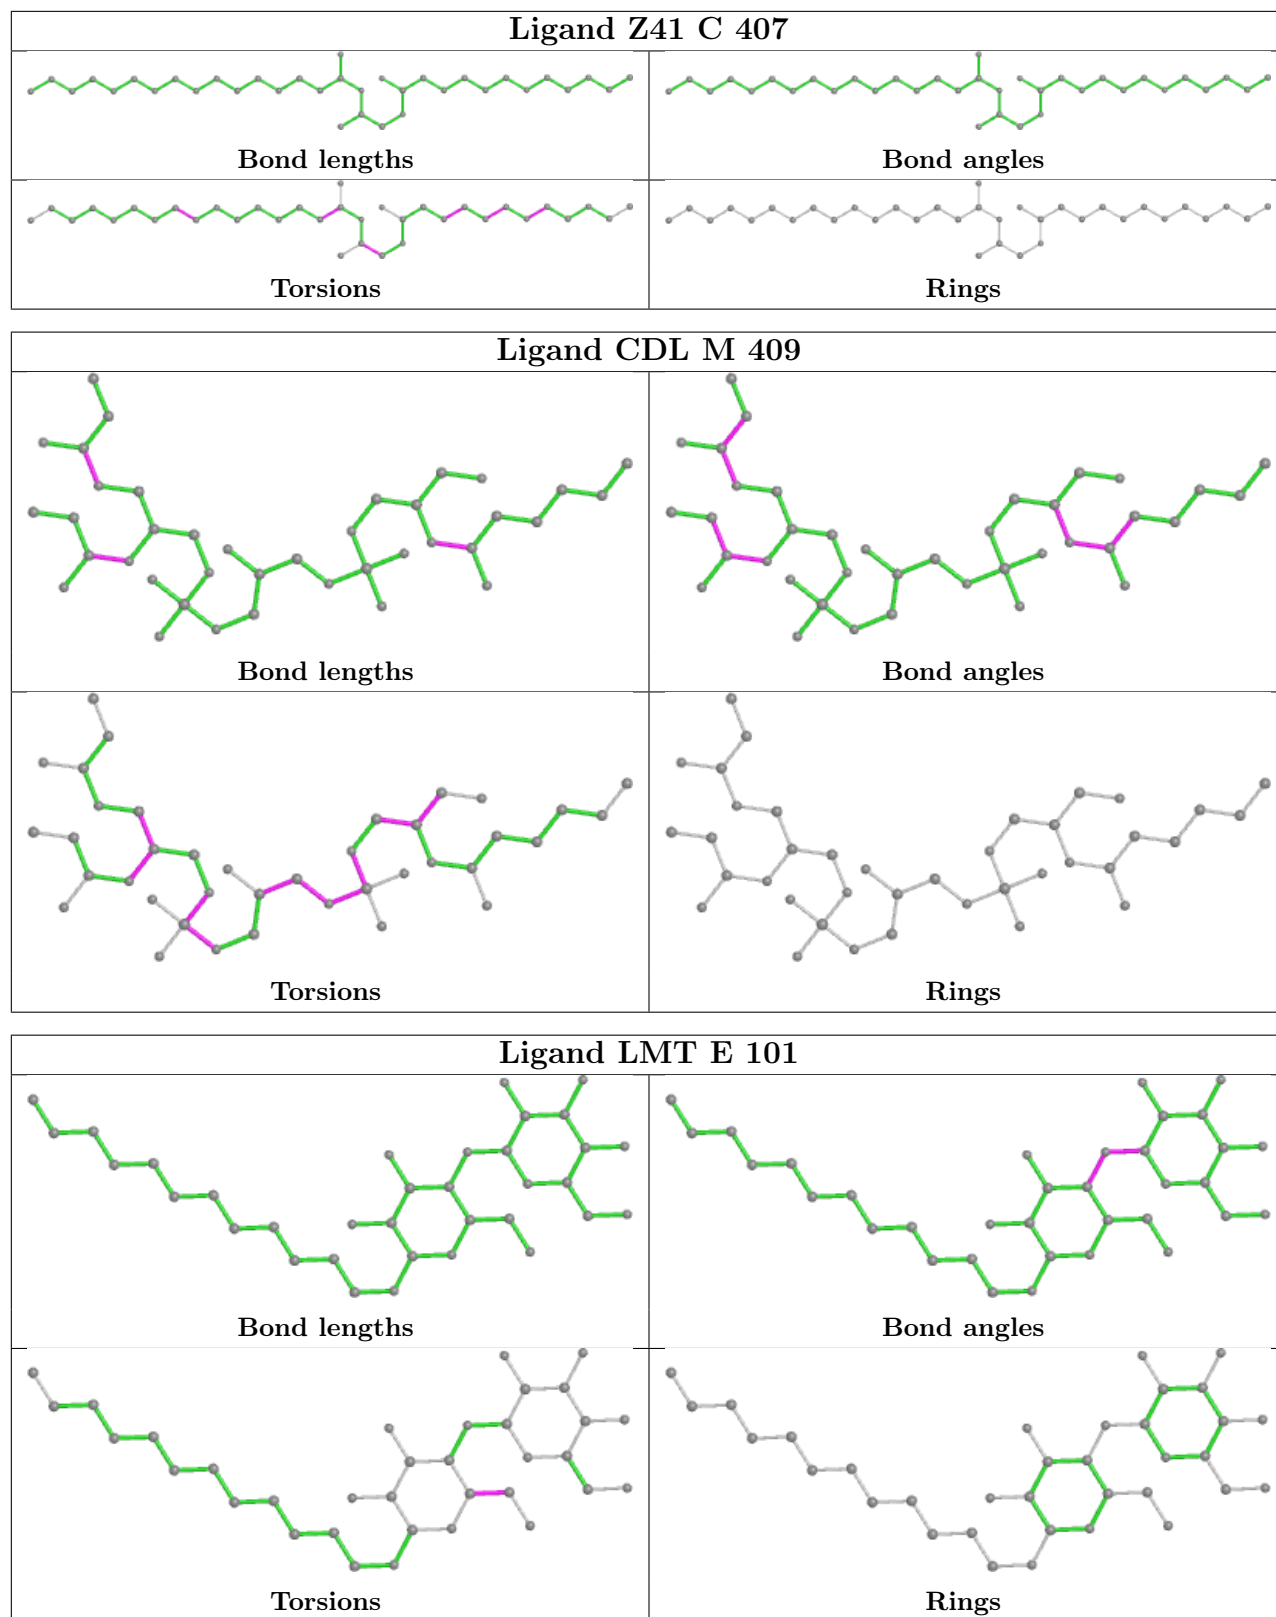 Ligand Z41 C 407
Bond lengths
Bond angles
Torsions
Rings
Ligand CDL M 409
Bond lengths
Bond angles
Torsions
Rings
Ligand LMT E 101
Bond lengths
Bond angles
Torsions
Rings